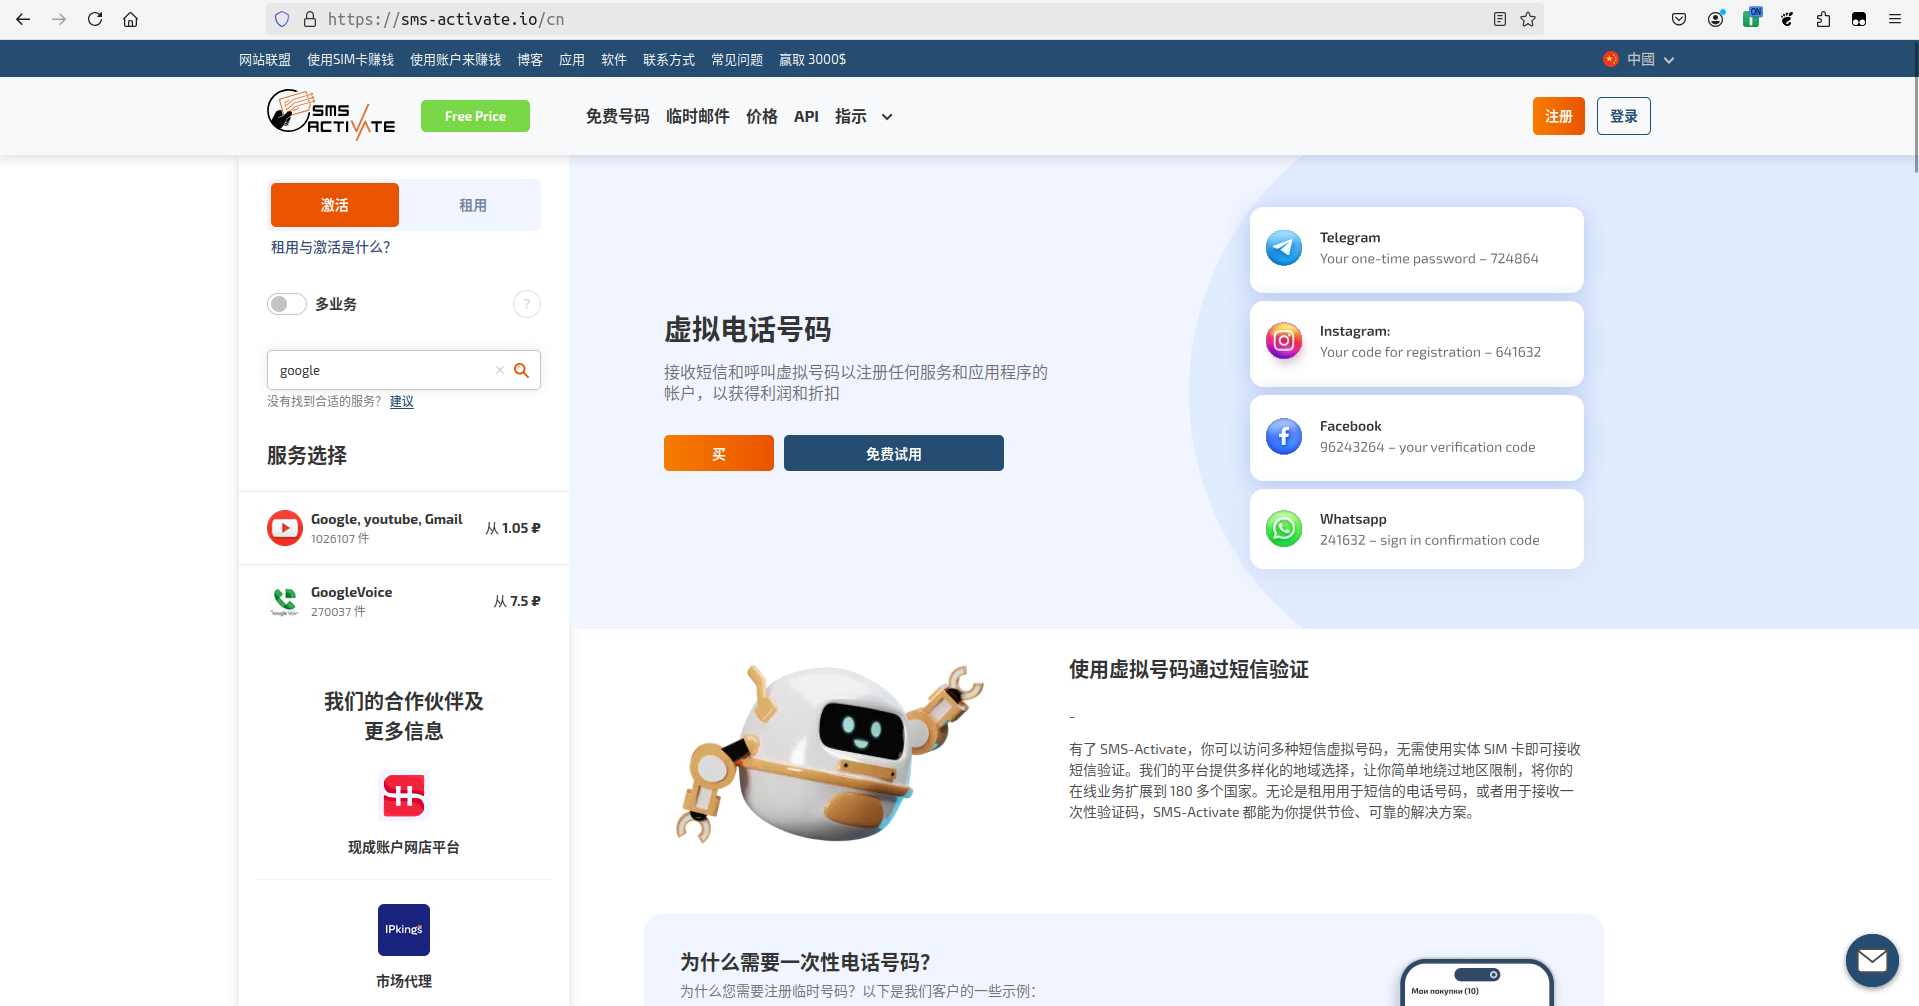 https://sms-activate.io/cn
ON
网站联盟 使用SIM卡赚钱 使用账户来赚钱 博客 应用 软件 联系方式 常见问题 赢取 3000$
中國
SMS ACTIVATE
Free Price
免费号码 临时邮件 价格 API 指示
注册 登录
激活 租用
租用与激活是什么？
多业务 ?
google
没有找到合适的服务？ 建议
服务选择
Google, youtube, Gmail
1026107 件
从 1.05 ₽
GoogleVoice
270037 件
从 7.5 ₽
我们的合作伙伴及
更多信息
现成账户网店平台
IPkings
市场代理
虚拟电话号码
接收短信和呼叫虚拟号码以注册任何服务和应用程序的
帐户，以获得利润和折扣
买 免费试用
Telegram
Your one-time password – 724864
Instagram:
Your code for registration – 641632
Facebook
96243264 – your verification code
Whatsapp
241632 – sign in confirmation code
使用虚拟号码通过短信验证
-
有了 SMS-Activate，你可以访问多种短信虚拟号码，无需使用实体 SIM 卡即可接收
短信验证。我们的平台提供多样化的地域选择，让你简单地绕过地区限制，将你的
在线业务扩展到 180 多个国家。无论是租用用于短信的电话号码，或者用于接收一
次性验证码，SMS-Activate 都能为你提供节俭、可靠的解决方案。
为什么需要一次性电话号码？
为什么您需要注册临时号码？以下是我们客户的一些示例：
Мои покупки (10)